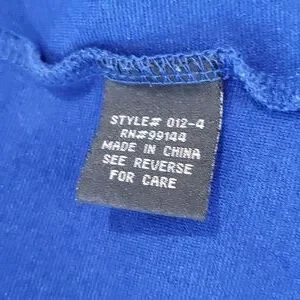 STYLE# 012-4
RN#99144
MADE IN CHINA
SEE REVERSE
FOR CARE